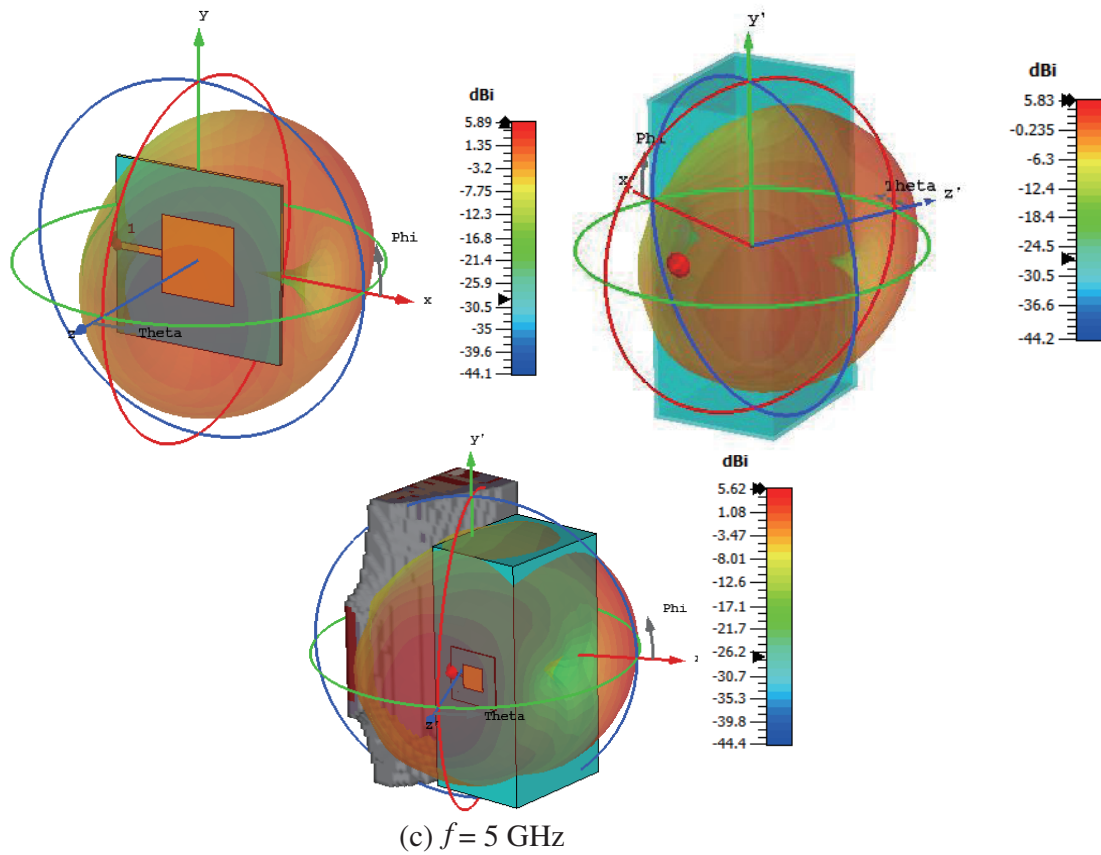 y
dBi
5.89
1.35
-3.2
-7.75
-12.3
-16.8
-21.4
-25.9
-30.5
-35
-39.6
-44.1
1
Phi
x
z
Theta
y'
dBi
5.83
-0.235
-6.3
-12.4
-18.4
-24.5
-30.5
-36.6
-44.2
Phi
x
Theta
z'
y'
dBi
5.62
1.08
-3.47
-8.01
-12.6
-17.1
-21.7
-26.2
-30.7
-35.3
-39.8
-44.4
Phi
z'
Theta
(c) f = 5 GHz